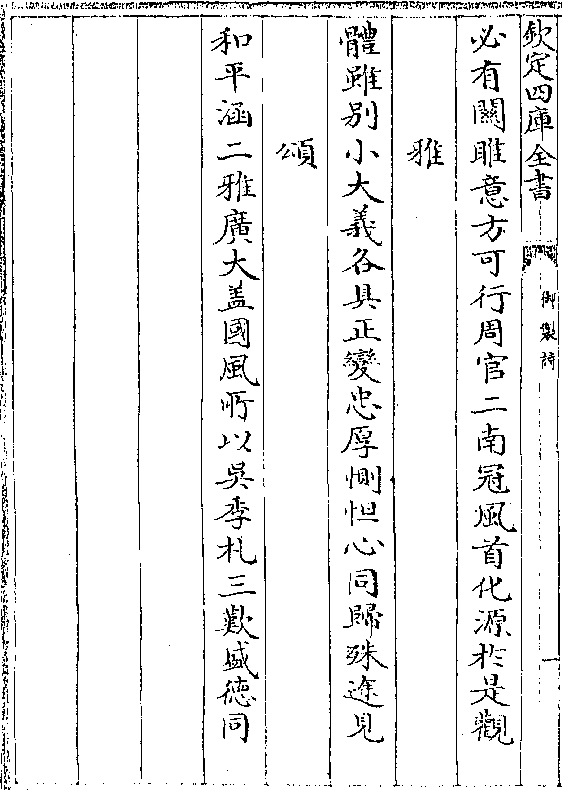 欽定四庫全書
御製詩
一
必有關雎意方可行周官二南冠風首化源於是觀
雅
體雖别小大義各具正變忠厚惻怛心同歸殊途見
頌
和平涵二雅廣大盖國風所以吳季札三歎盛德同